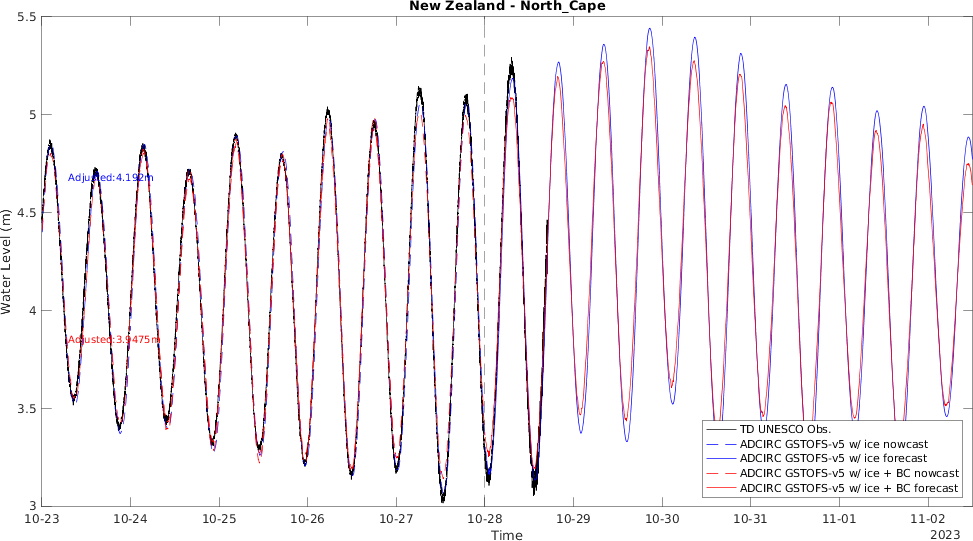 New Zealand - North_Cape
5.5
5
4.5
4
3.5
3
Water Level (m)
Adjusted:4.192m
Adjusted:3.9475m
TD UNESCO Obs.
ADCIRC GSTOFS-v5 w/ ice nowcast
ADCIRC GSTOFS-v5 w/ ice forecast
ADCIRC GSTOFS-v5 w/ ice + BC nowcast
ADCIRC GSTOFS-v5 w/ ice + BC forecast
10-23 10-24 10-25 10-26 10-27 10-28 10-29 10-30 10-31 11-01 11-02
Time
2023